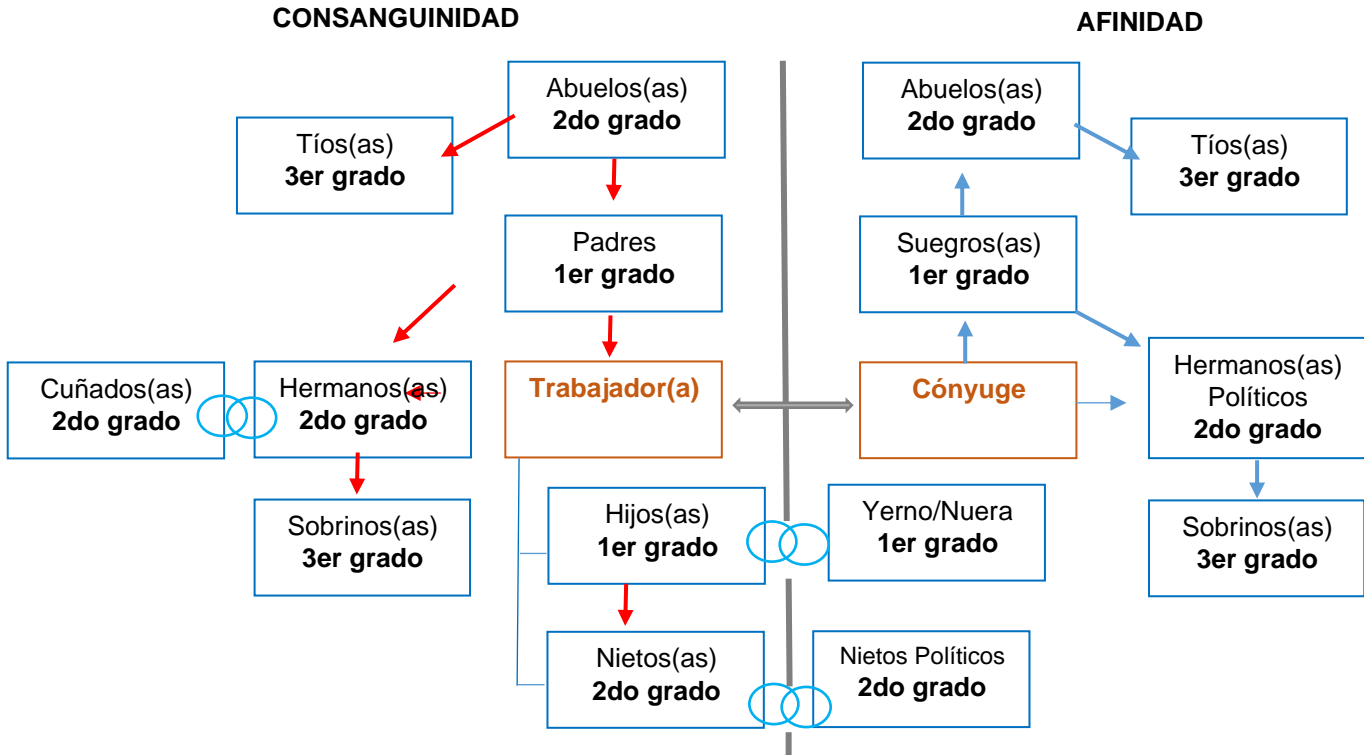 CONSANGUINIDAD
AFINIDAD
Abuelos(as)
2do grado
Tíos(as)
3er grado
Abuelos(as)
2do grado
Tíos(as)
3er grado
Padres
1er grado
Suegros(as)
1er grado
Cuñados(as)
2do grado
Hermanos(as)
2do grado
Trabajador(a)
Cónyuge
Hermanos(as)
Políticos
2do grado
Sobrinos(as)
3er grado
Hijos(as)
1er grado
Yerno/Nuera
1er grado
Sobrinos(as)
3er grado
Nietos(as)
2do grado
Nietos Políticos
2do grado